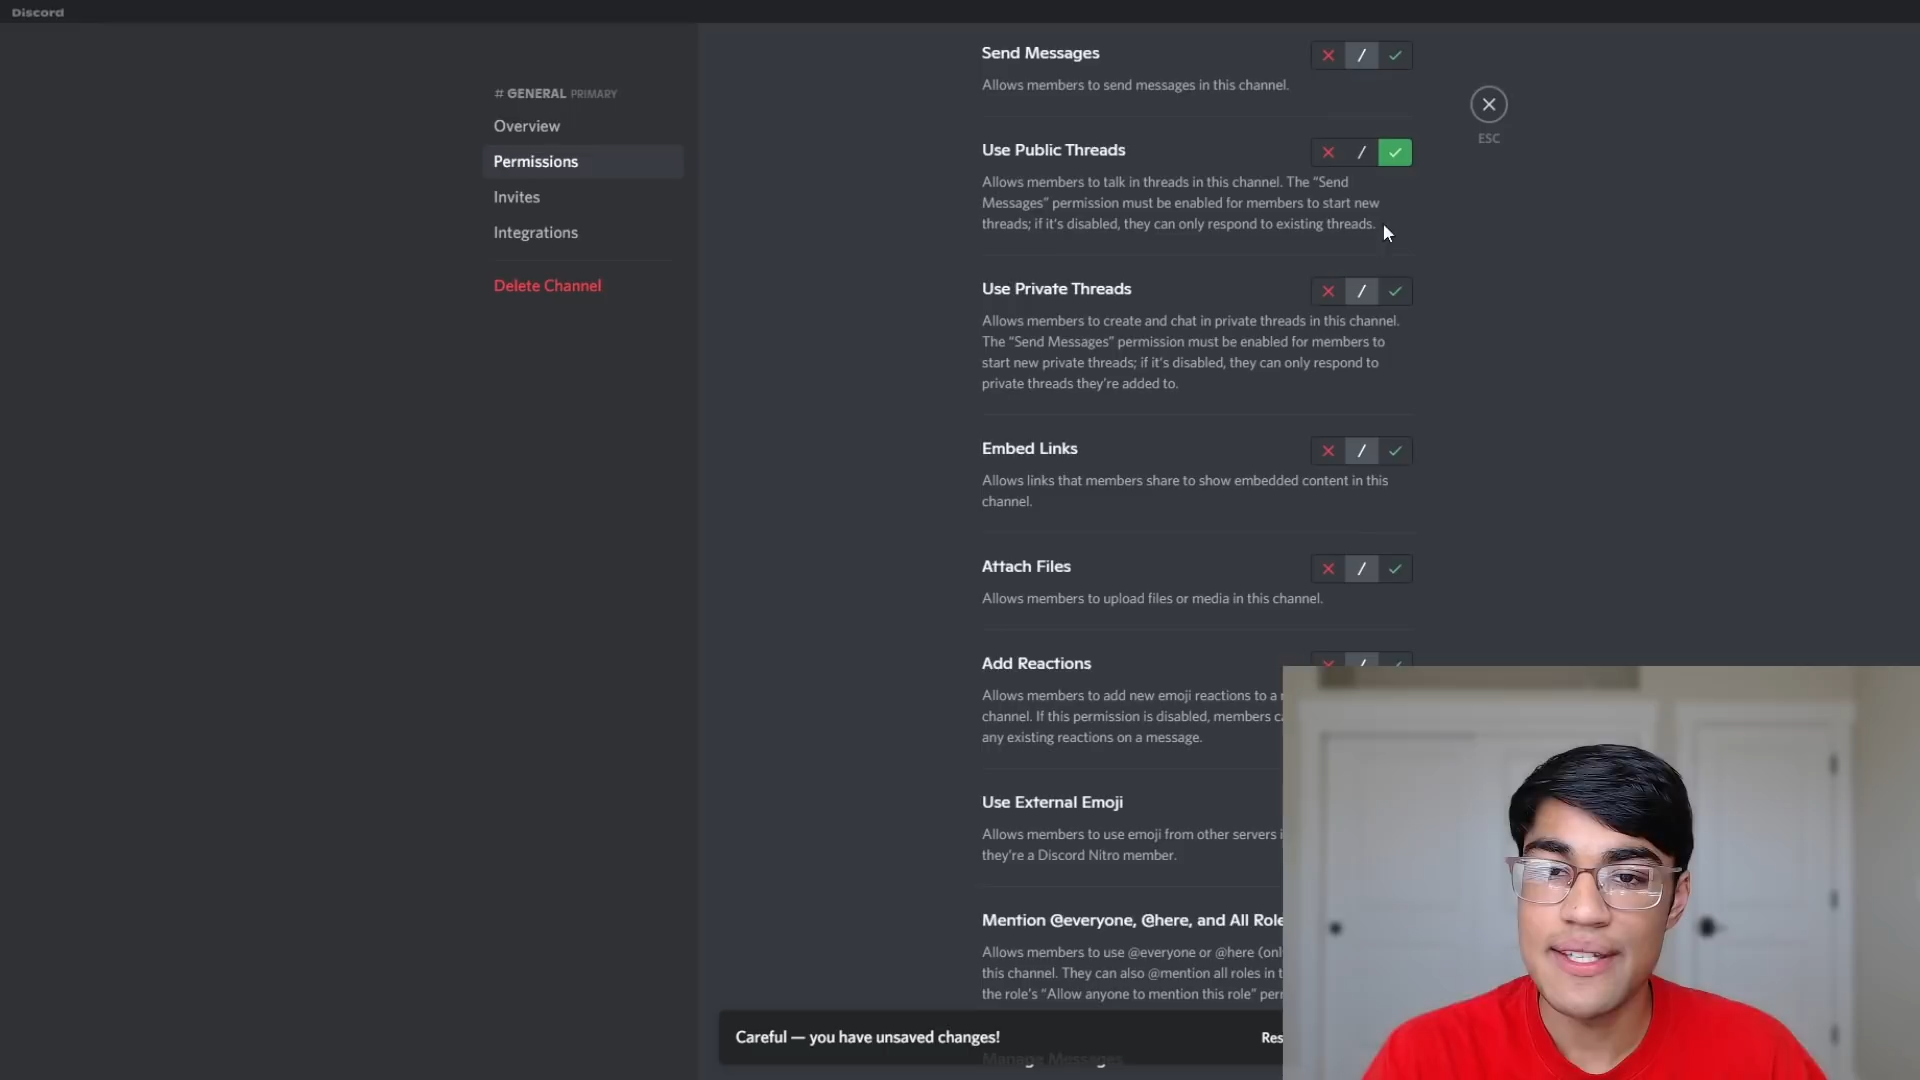 Discord
# GENERAL PRIMARY
Overview
Permissions
Invites
Integrations
Delete Channel
Send Messages
Allows members to send messages in this channel.
Use Public Threads
Allows members to talk in threads in this channel. The “Send
Messages” permission must be enabled for members to start new
threads; if it's disabled, they can only respond to existing threads.
Use Private Threads
Allows members to create and chat in private threads in this channel.
The “Send Messages” permission must be enabled for members to
start new private threads; if it's disabled, they can only respond to
private threads they're added to.
Embed Links
Allows links that members share to show embedded content in this
channel.
Attach Files
Allows members to upload files or media in this channel.
Add Reactions
Allows members to add new emoji reactions to a
channel. If this permission is disabled, members
any existing reactions on a message.
Use External Emoji
Allows members to use emoji from other servers
they're a Discord Nitro member.
Mention @everyone, @here, and All
Allows members to use @everyone or @here
this channel. They can also @mention all roles in
the role's “Allow anyone to mention this role”
Careful — you have unsaved changes!
Manage Messages
ESC